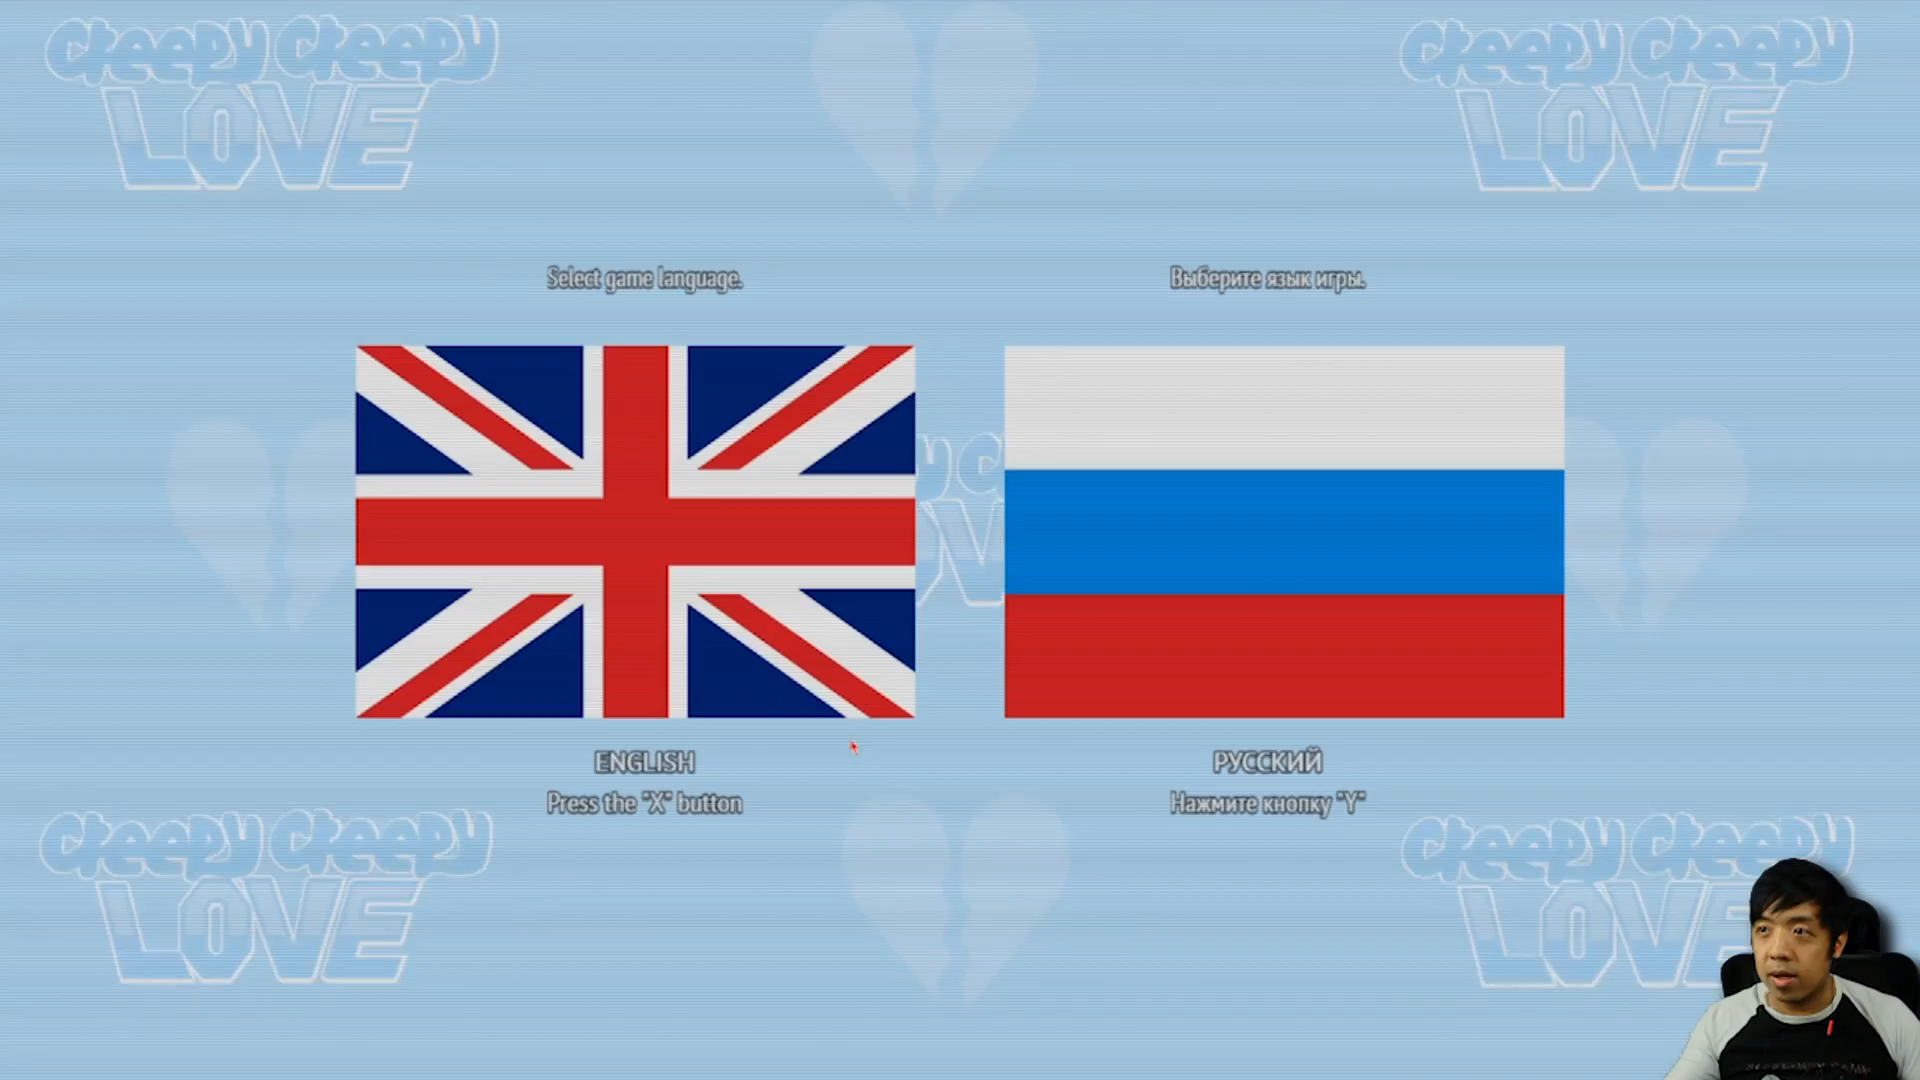 Creepy Creepy
LOVE
Creepy Creepy
LOVE
Select game language.
Выберите язык игры.
ENGLISH
РУССКИЙ
Press the "X" button
Нажмите кнопку "Y"
Creepy Creepy
LOVE
Creepy Creepy
LOVE